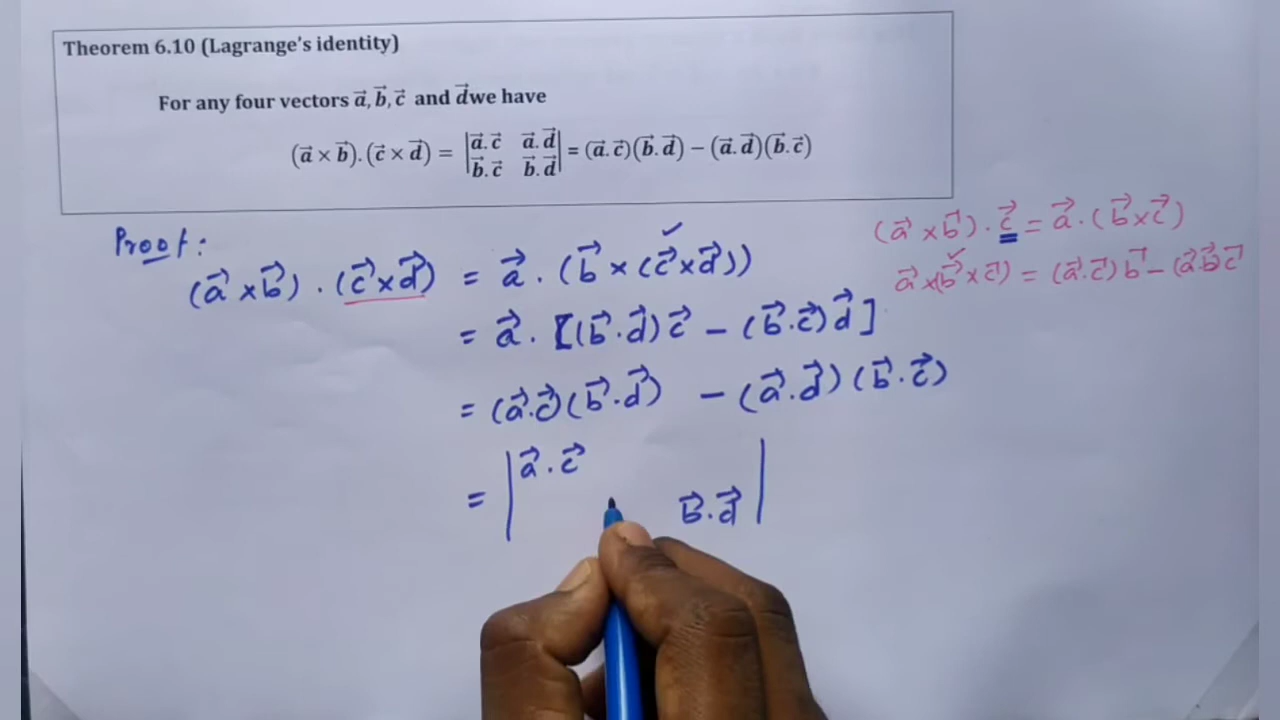 Theorem 6.10 (Lagrange's identity)
For any four vectors a⃗, b⃗, c⃗ and d⃗ we have
(a⃗ × b⃗). (c⃗ × d⃗) = |a⃗. c⃗ a⃗. d⃗ b⃗. c⃗ b⃗. d⃗| = (a⃗. c⃗)(b⃗. d⃗) − (a⃗. d⃗)(b⃗. c⃗)
(a⃗ × b⃗) . c⃗ = a⃗ . (b⃗ × c⃗)
a⃗ × (b⃗ × c⃗) = (a⃗.c⃗) b⃗ − (a⃗.b⃗) c⃗
Proof:
(a⃗ × b⃗) . (c⃗ × d⃗) = a⃗ . (b⃗ × (c⃗ × d⃗))
= a⃗ . [(b⃗.d⃗) c⃗ − (b⃗.c⃗) d⃗]
= (a⃗.c⃗) (b⃗.d⃗) − (a⃗.d⃗) (b⃗.c⃗)
= |a⃗ . c⃗
b⃗.d⃗|